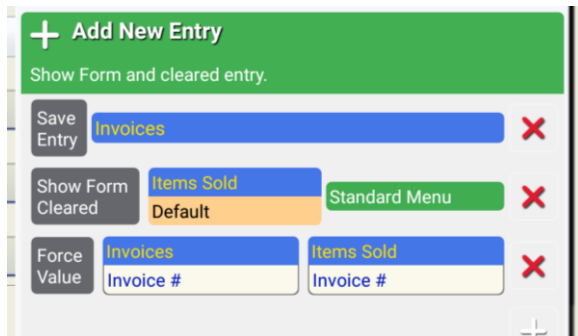 Add New Entry
Show Form and cleared entry.
Save
Entry
Invoices
Show Form
Cleared
Items Sold
Default
Standard Menu
Force
Value
Invoices
Invoice #
Items Sold
Invoice #